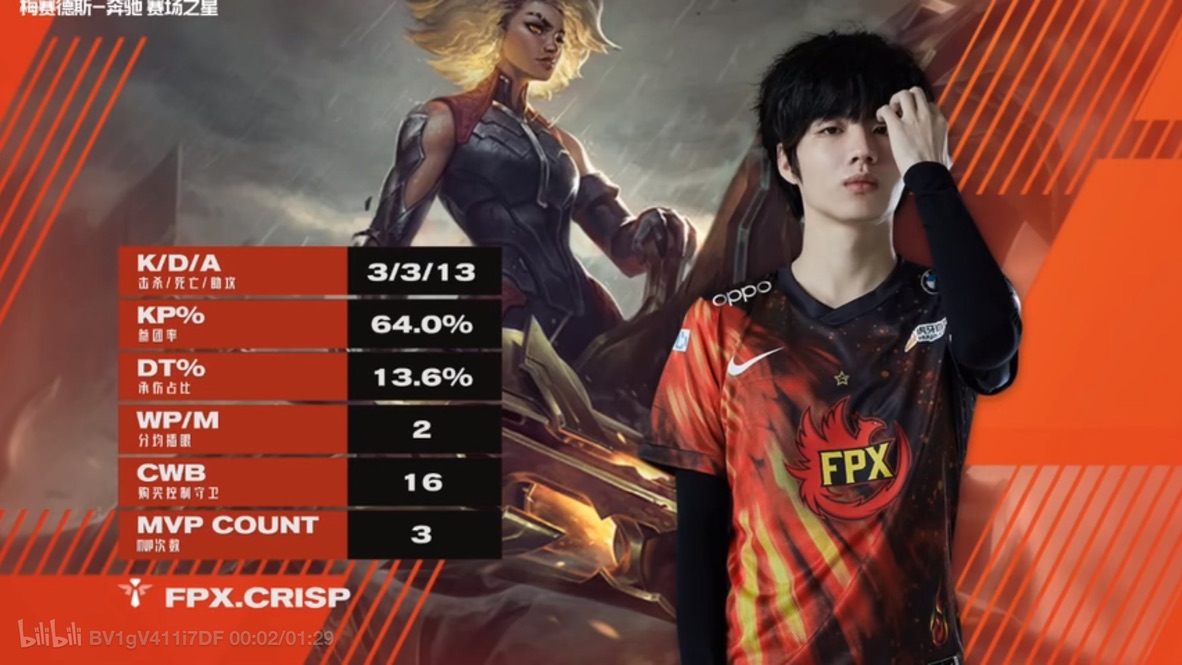 梅赛德斯-奔驰 赛场之星
K/D/A
击杀/死亡/助攻
3/3/13
KP%
参团率
64.0%
DT%
承伤占比
13.6%
WP/M
分均插眼
2
CWB
购买控制守卫
16
MVP COUNT
MVP次数
3
FPX.CRISP
oppo
虎牙
FPX
bilibili BV1gV411i7DF 00:02/01:29